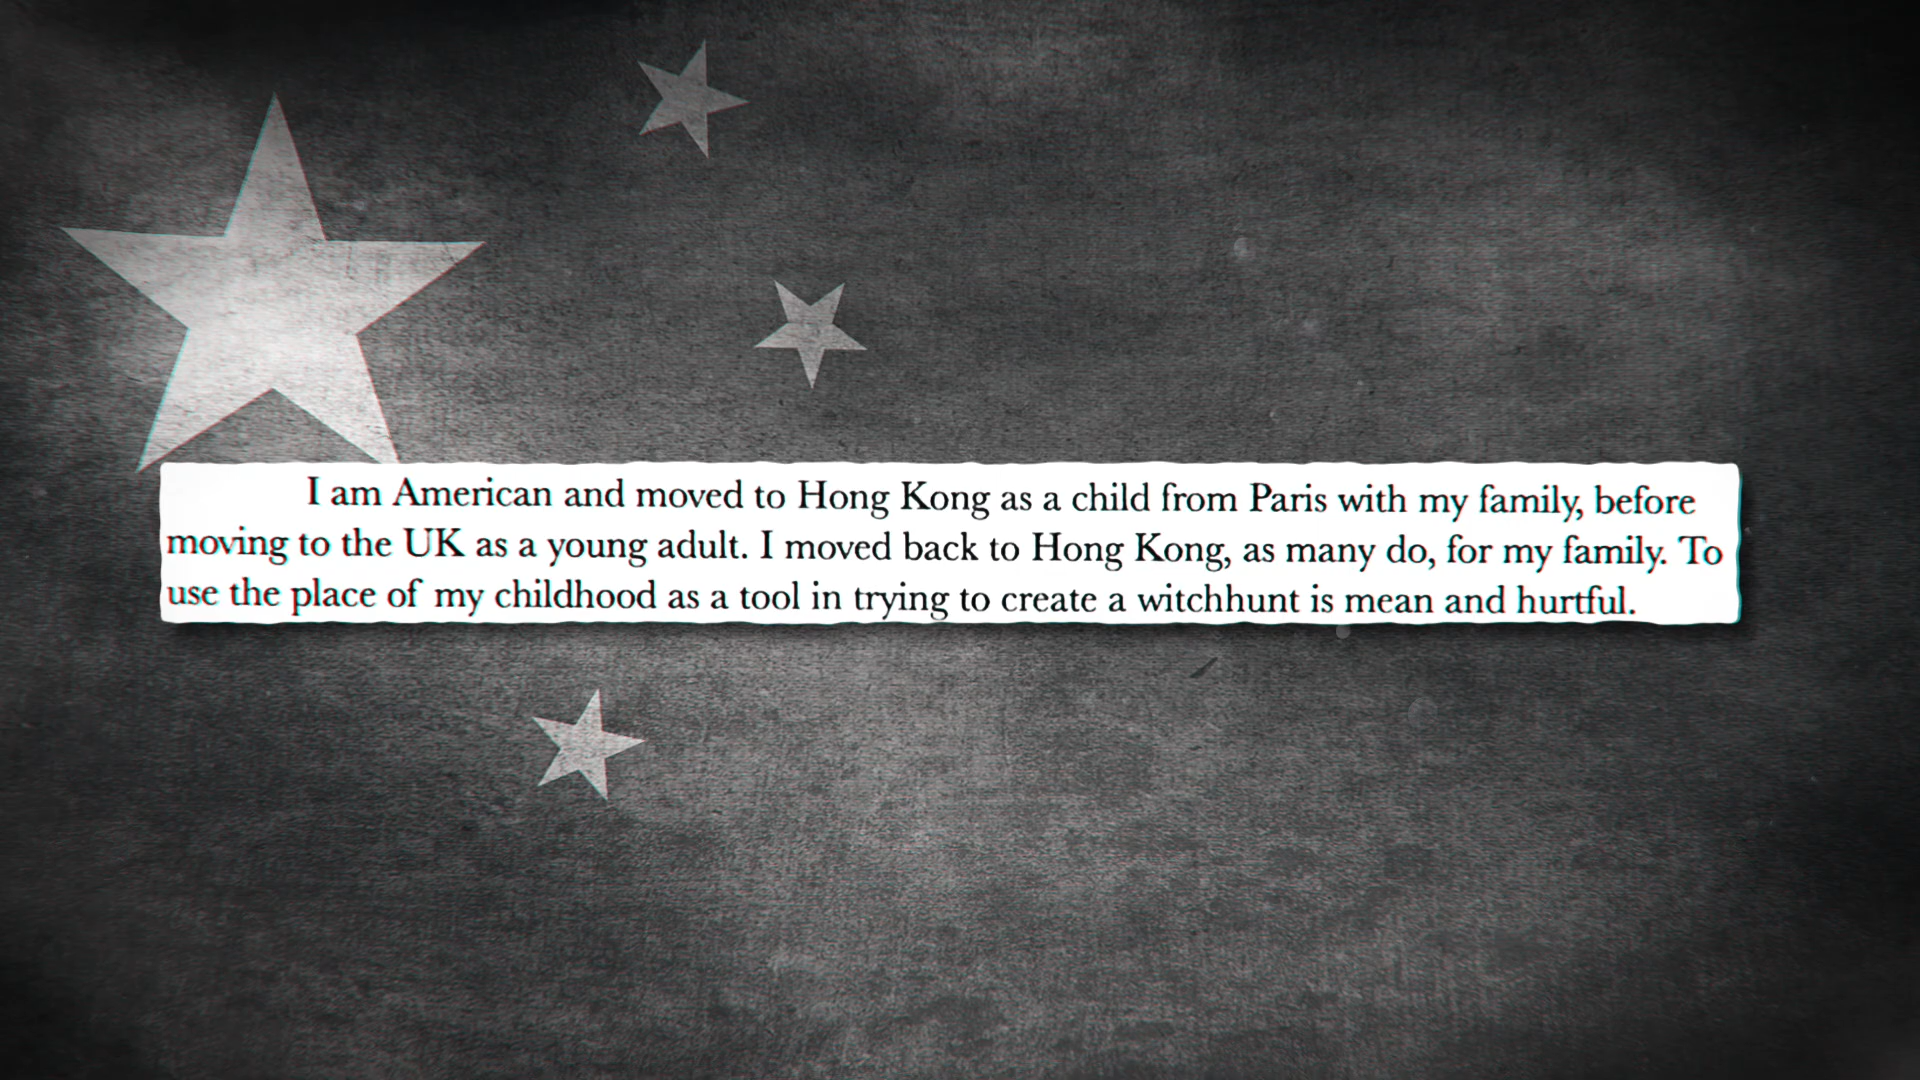 I am American and moved to Hong Kong as a child from Paris with my family, before
moving to the UK as a young adult. I moved back to Hong Kong, as many do, for my family. To
use the place of my childhood as a tool in trying to create a witchhunt is mean and hurtful.